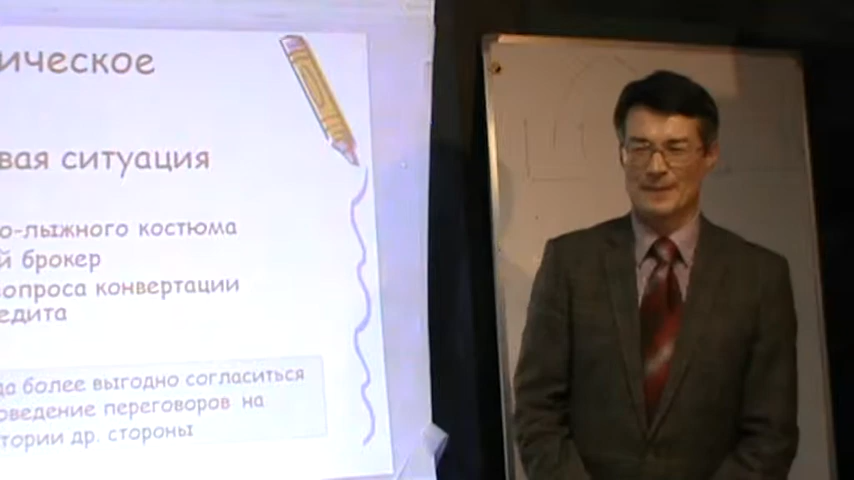 ическое
вая ситуация
о-лыжного костюма
й брокер
опроса конвертации
едита
да более выгодно согласиться
оведение переговоров на
тории др. стороны